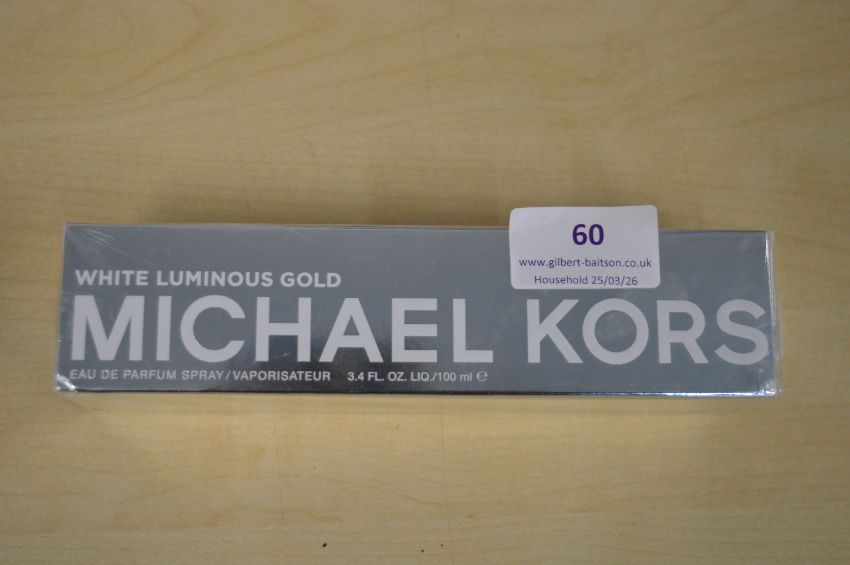 60
www.gilbert-baitson.co.uk
Household 25/03/26
WHITE LUMINOUS GOLD
MICHAEL KORS
EAU DE PARFUM SPRAY/VAPORISATEUR 3.4 FL. OZ. LIQ./100 ml ℮